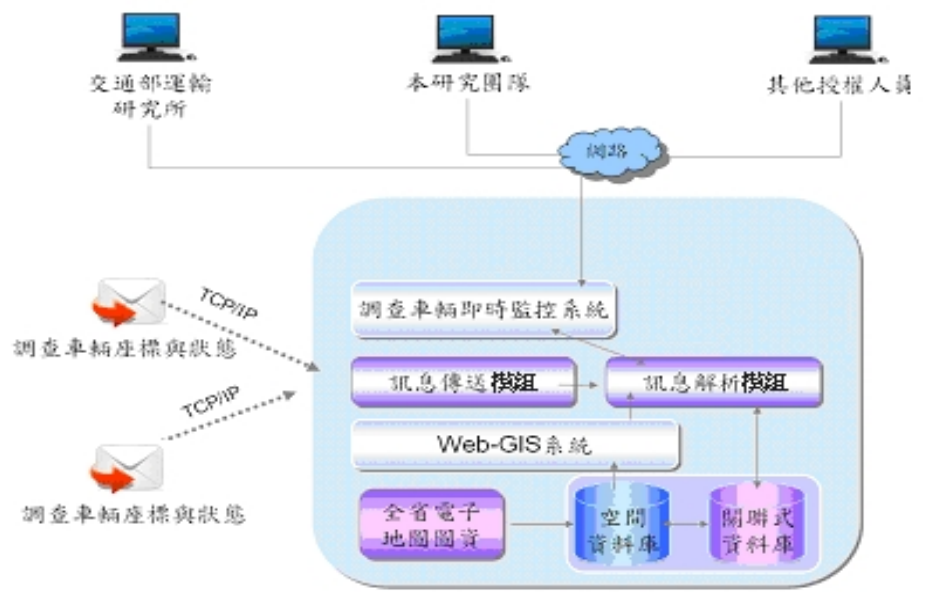 交通部運輸
研究所
本研究團隊
其他授權人員
網路
調查車輛即時監控系統
TCP/IP
調查車輛座標與狀態
訊息傳送模組
訊息解析模組
TCP/IP
Web-GIS系統
調查車輛座標與狀態
全省電子
地圖圖資
空間
資料庫
關聯式
資料庫